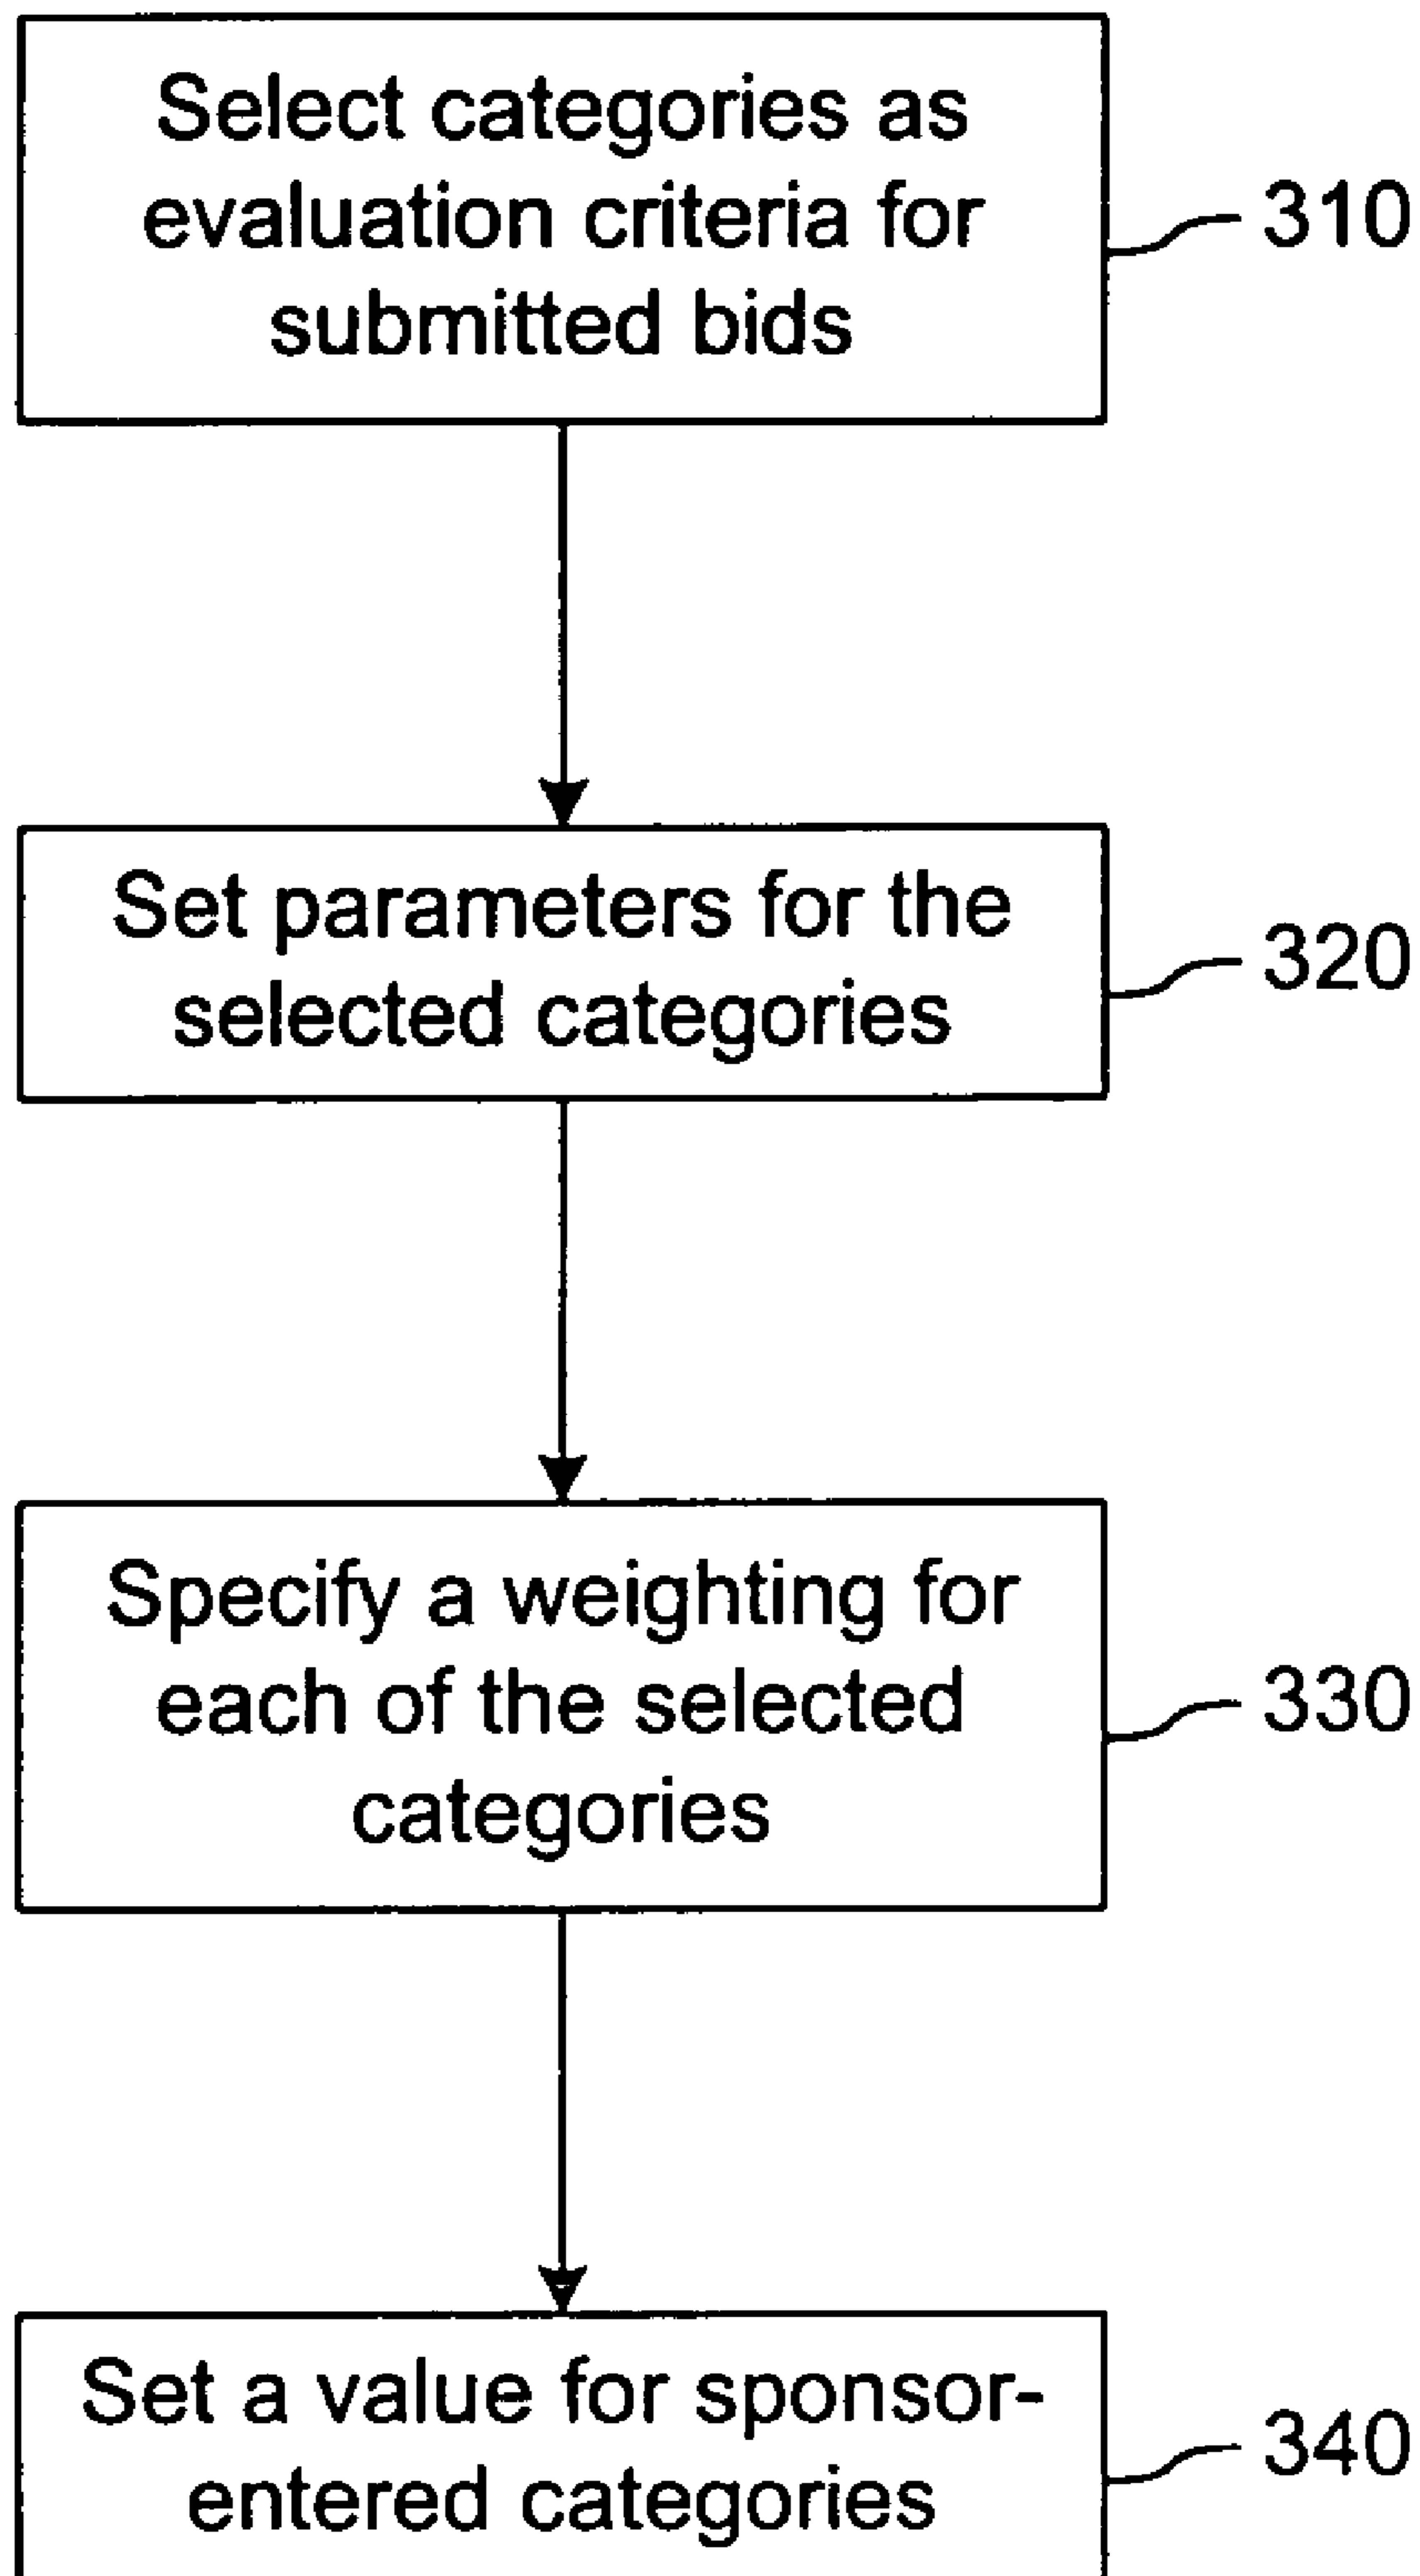 Select categories as
evaluation criteria for
submitted bids
310
Set parameters for the
selected categories
320
Specify a weighting for
each of the selected
categories
330
Set a value for sponsor-
entered categories
340